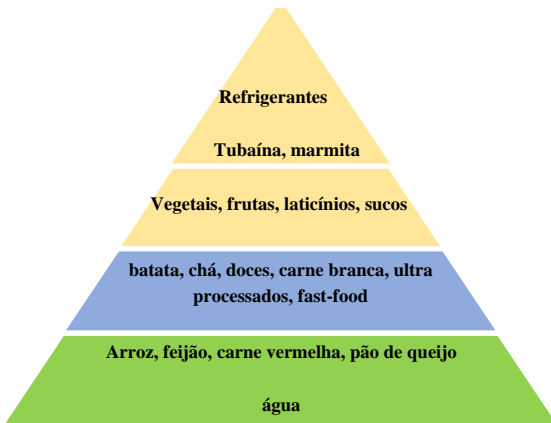 Refrigerantes
Tubaína, marmita
Vegetais, frutas, laticínios, sucos
batata, chá, doces, carne branca, ultra
processados, fast-food
Arroz, feijão, carne vermelha, pão de queijo
água